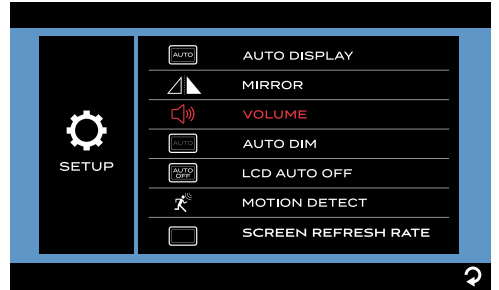 AUTO AUTO DISPLAY
MIRROR
VOLUME
AUTO AUTO DIM
SETUP
AUTO OFF LCD AUTO OFF
MOTION DETECT
SCREEN REFRESH RATE